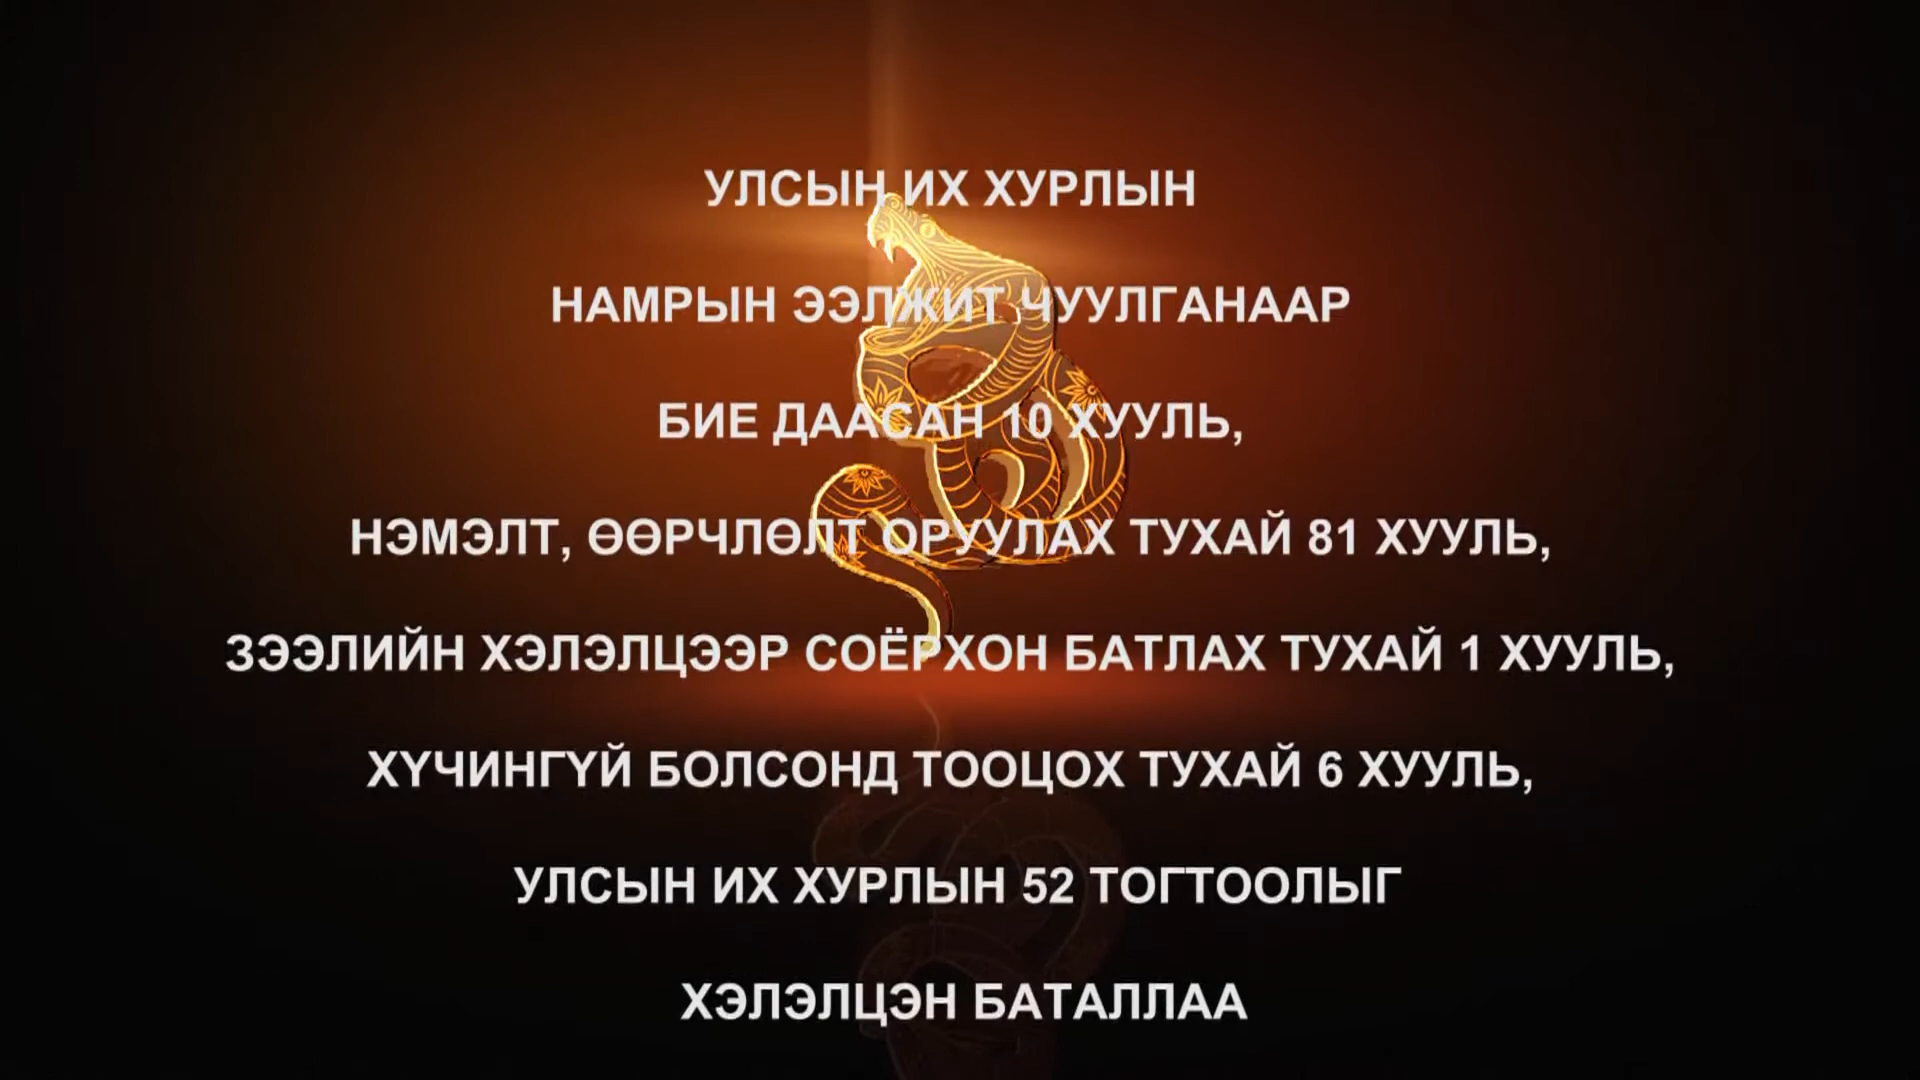 УЛСЫН ИХ ХУРЛЫН
НАМРЫН ЭЭЛЖИТ ЧУУЛГАНААР
БИЕ ДААСАН 10 ХУУЛЬ,
НЭМЭЛТ, ӨӨРЧЛӨЛТ ОРУУЛАХ ТУХАЙ 81 ХУУЛЬ,
ЗЭЭЛИЙН ХЭЛЭЛЦЭЭР СОЁРХОН БАТЛАХ ТУХАЙ 1 ХУУЛЬ,
ХҮЧИНГҮЙ БОЛСОНД ТООЦОХ ТУХАЙ 6 ХУУЛЬ,
УЛСЫН ИХ ХУРЛЫН 52 ТОГТООЛЫГ
ХЭЛЭЛЦЭН БАТАЛЛАА